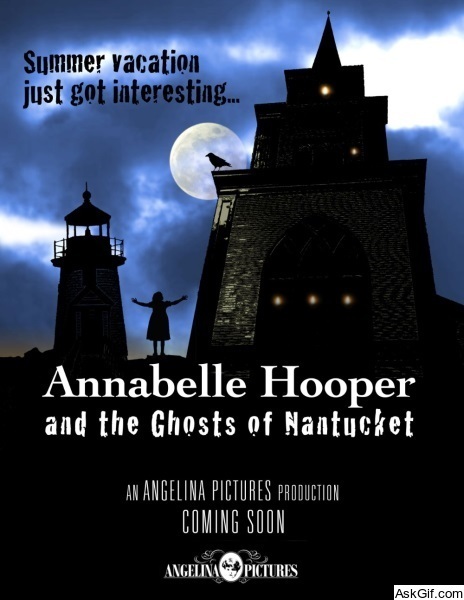 Summer vacation
just got interesting...
Annabelle Hooper
and the Ghosts of Nantucket
AN ANGELINA PICTURES PRODUCTION
COMING SOON
ANGELINA PICTURES
AskGif.com